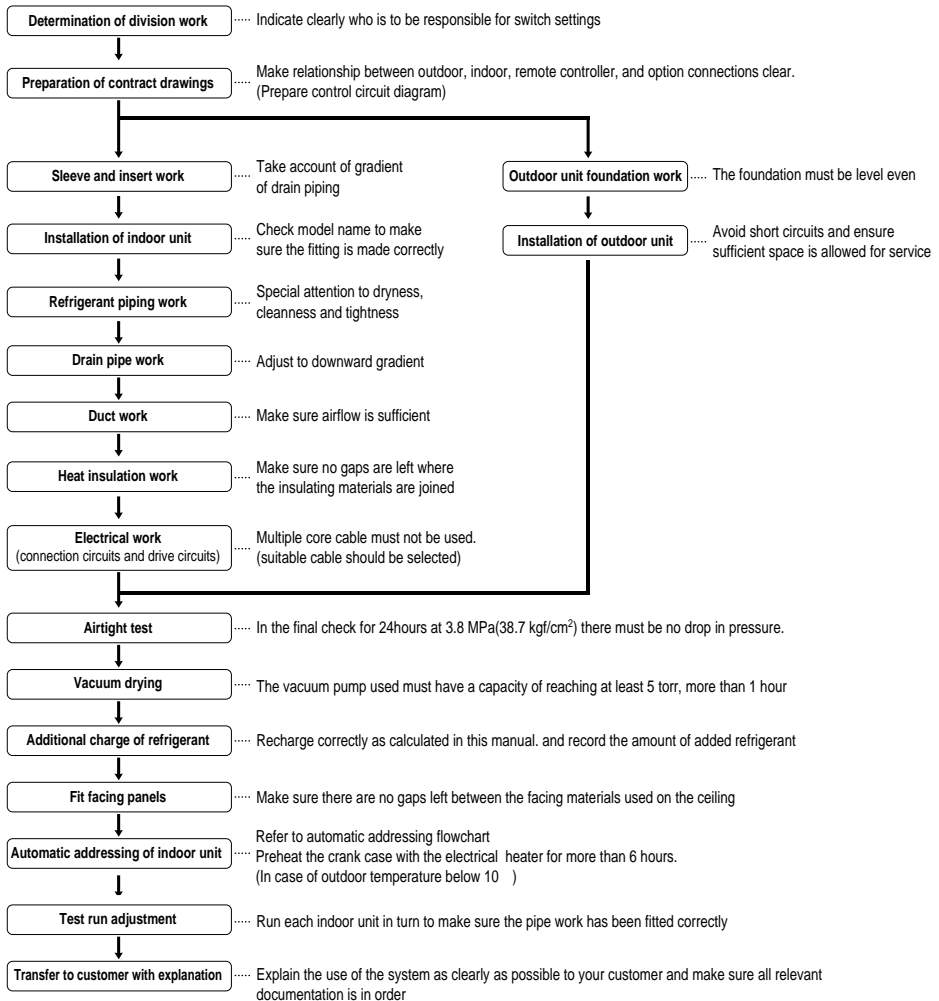 Determination of division work
Indicate clearly who is to be responsible for switch settings
Preparation of contract drawings
Make relationship between outdoor, indoor, remote controller, and option connections clear.
(Prepare control circuit diagram)
Sleeve and insert work
Take account of gradient
of drain piping
Outdoor unit foundation work
The foundation must be level even
Installation of indoor unit
Check model name to make
sure the fitting is made correctly
Installation of outdoor unit
Avoid short circuits and ensure
sufficient space is allowed for service
Refrigerant piping work
Special attention to dryness,
cleanness and tightness
Drain pipe work
Adjust to downward gradient
Duct work
Make sure airflow is sufficient
Heat insulation work
Make sure no gaps are left where
the insulating materials are joined
Electrical work
(connection circuits and drive circuits)
Multiple core cable must not be used.
(suitable cable should be selected)
Airtight test
In the final check for 24hours at 3.8 MPa(38.7 kgf/cm²) there must be no drop in pressure.
Vacuum drying
The vacuum pump used must have a capacity of reaching at least 5 torr, more than 1 hour
Additional charge of refrigerant
Recharge correctly as calculated in this manual. and record the amount of added refrigerant
Fit facing panels
Make sure there are no gaps left between the facing materials used on the ceiling
Automatic addressing of indoor unit
Refer to automatic addressing flowchart
Preheat the crank case with the electrical heater for more than 6 hours.
(In case of outdoor temperature below 10 )
Test run adjustment
Run each indoor unit in turn to make sure the pipe work has been fitted correctly
Transfer to customer with explanation
Explain the use of the system as clearly as possible to your customer and make sure all relevant
documentation is in order